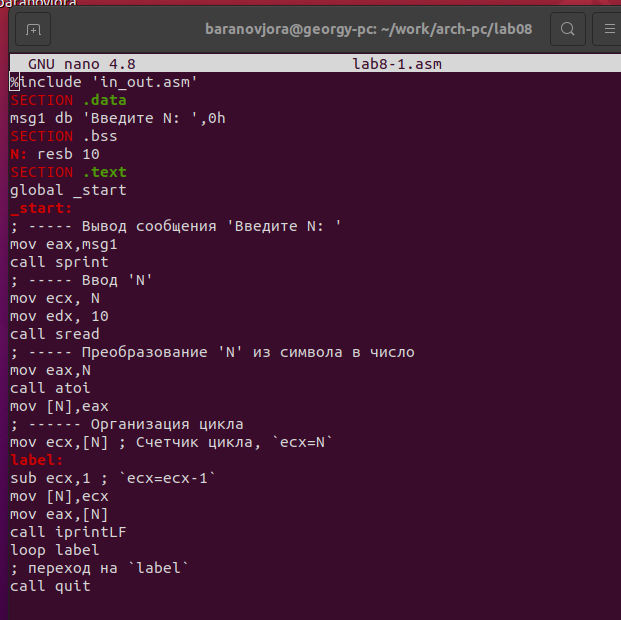 baranovjora
baranovjora@georgy-pc: ~/work/arch-pc/lab08
GNU nano 4.8 lab8-1.asm
%include 'in_out.asm'
SECTION .data
msg1 db 'Введите N: ',0h
SECTION .bss
N: resb 10
SECTION .text
global _start
_start:
; ----- Вывод сообщения 'Введите N: '
mov eax,msg1
call sprint
; ----- Ввод 'N'
mov ecx, N
mov edx, 10
call sread
; ----- Преобразование 'N' из символа в число
mov eax,N
call atoi
mov [N],eax
; ------ Организация цикла
mov ecx,[N] ; Счетчик цикла, `ecx=N`
label:
sub ecx,1 ; `ecx=ecx-1`
mov [N],ecx
mov eax,[N]
call iprintLF
loop label
; переход на `label`
call quit